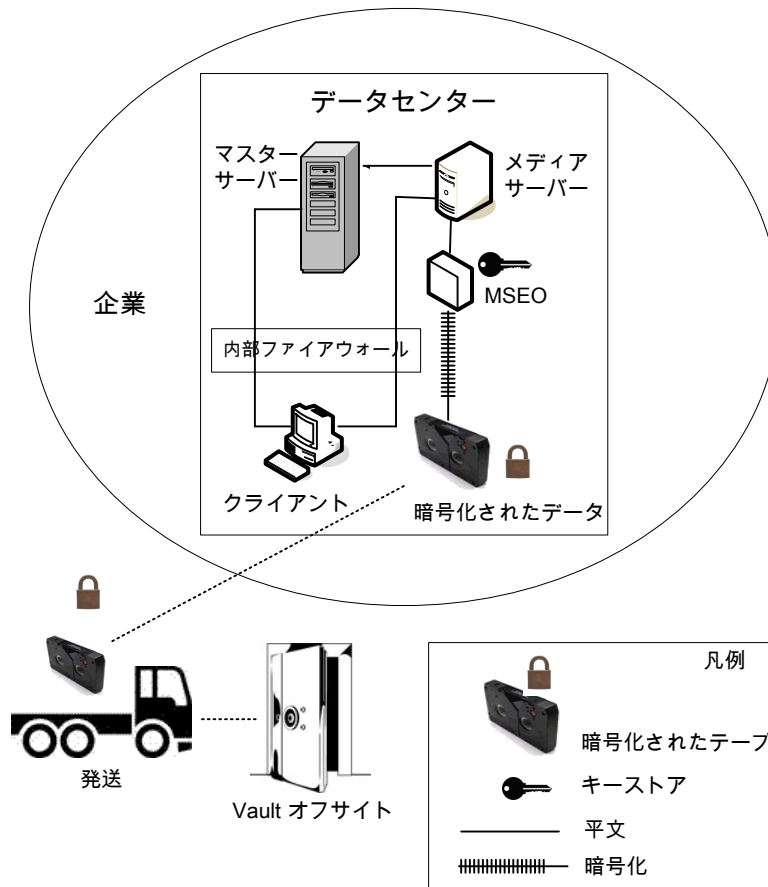 データセンター
マスター
サーバー
メディア
サーバー
MSEO
企業
内部ファイアウォール
クライアント
暗号化されたデータ
発送
Vault オフサイト
凡例
暗号化されたテープ
キーストア
平文
暗号化